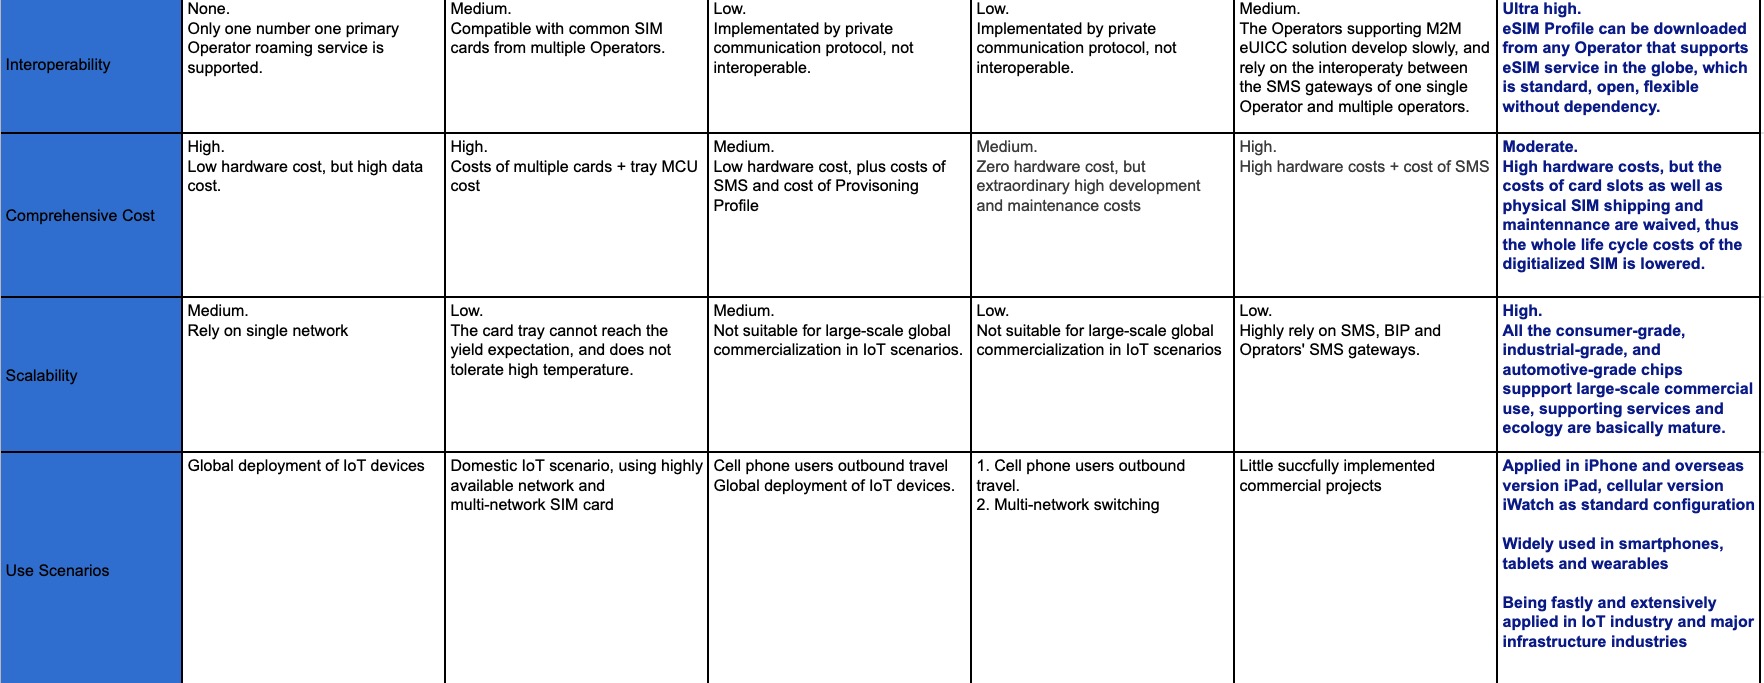 Interoperability
None.
Only one number one primary
Operator roaming service is
supported.
Medium.
Compatible with common SIM
cards from multiple Operators.
Low.
Implementated by private
communication protocol, not
interoperable.
Low.
Implementated by private
communication protocol, not
interoperable.
Medium.
The Operators supporting M2M
eUICC solution develop slowly, and
rely on the interoperaty between
the SMS gateways of one single
Operator and multiple operators.
Ultra high.
eSIM Profile can be downloaded
from any Operator that supports
eSIM service in the globe, which
is standard, open, flexible
without dependency.
Comprehensive Cost
High.
Low hardware cost, but high data
cost.
High.
Costs of multiple cards + tray MCU
cost
Medium.
Low hardware cost, plus costs of
SMS and cost of Provisoning
Profile
Medium.
Zero hardware cost, but
extraordinary high development
and maintenance costs
High.
High hardware costs + cost of SMS
Moderate.
High hardware costs, but the
costs of card slots as well as
physical SIM shipping and
maintennance are waived, thus
the whole life cycle costs of the
digitialized SIM is lowered.
Scalability
Medium.
Rely on single network
Low.
The card tray cannot reach the
yield expectation, and does not
tolerate high temperature.
Medium.
Not suitable for large-scale global
commercialization in IoT scenarios.
Low.
Not suitable for large-scale global
commercialization in IoT scenarios
Low.
Highly rely on SMS, BIP and
Oprators' SMS gateways.
High.
All the consumer-grade,
industrial-grade, and
automotive-grade chips
suppport large-scale commercial
use, supporting services and
ecology are basically mature.
Use Scenarios
Global deployment of IoT devices
Domestic IoT scenario, using highly
available network and
multi-network SIM card
Cell phone users outbound travel
Global deployment of IoT devices.
1. Cell phone users outbound
travel.
2. Multi-network switching
Little succfully implemented
commercial projects
Applied in iPhone and overseas
version iPad, cellular version
iWatch as standard configuration
Widely used in smartphones,
tablets and wearables
Being fastly and extensively
applied in IoT industry and major
infrastructure industries